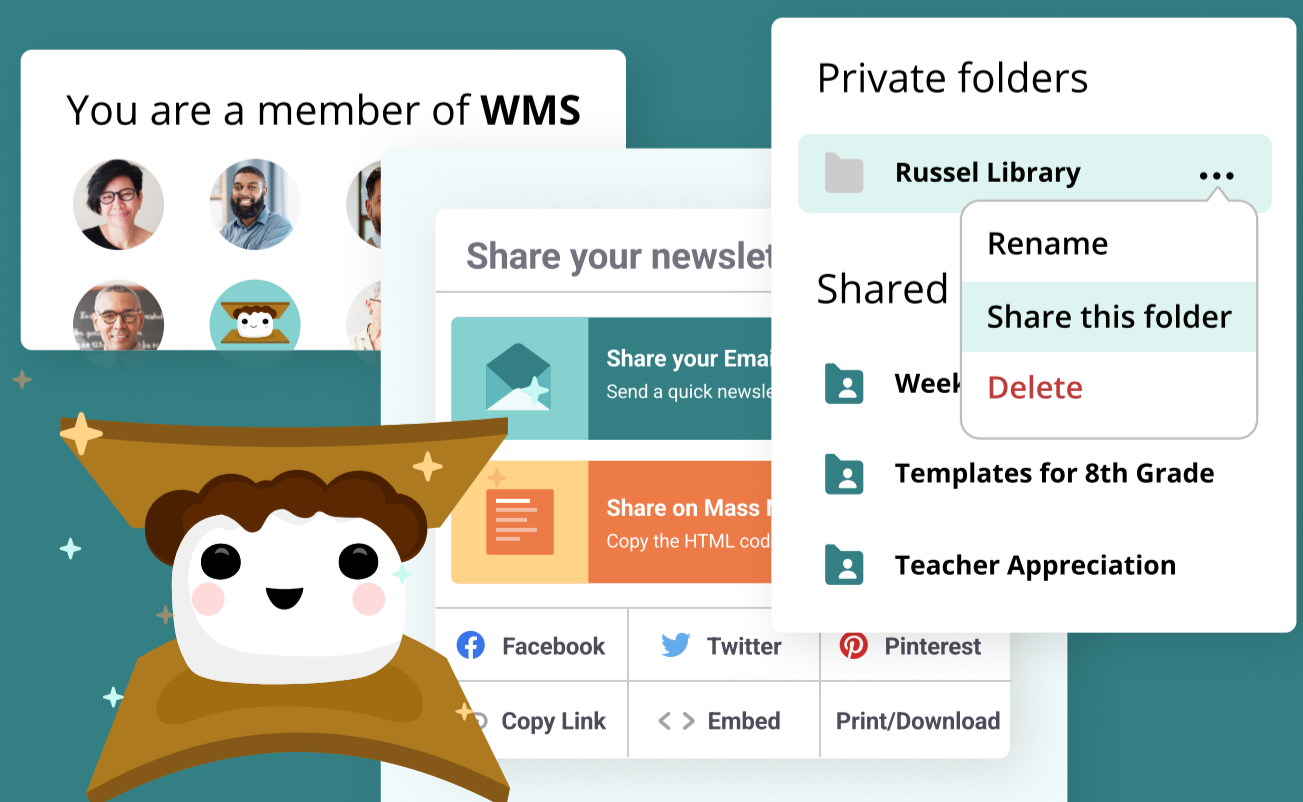 You are a member of WMS
Share your newslet
Share your Emai
Send a quick newsle
Share on Mass
Copy the HTML cod
Facebook
Twitter
Pinterest
Copy Link
Embed
Print/Download
Private folders
Russel Library
Rename
Share this folder
Delete
Shared
Week
Templates for 8th Grade
Teacher Appreciation